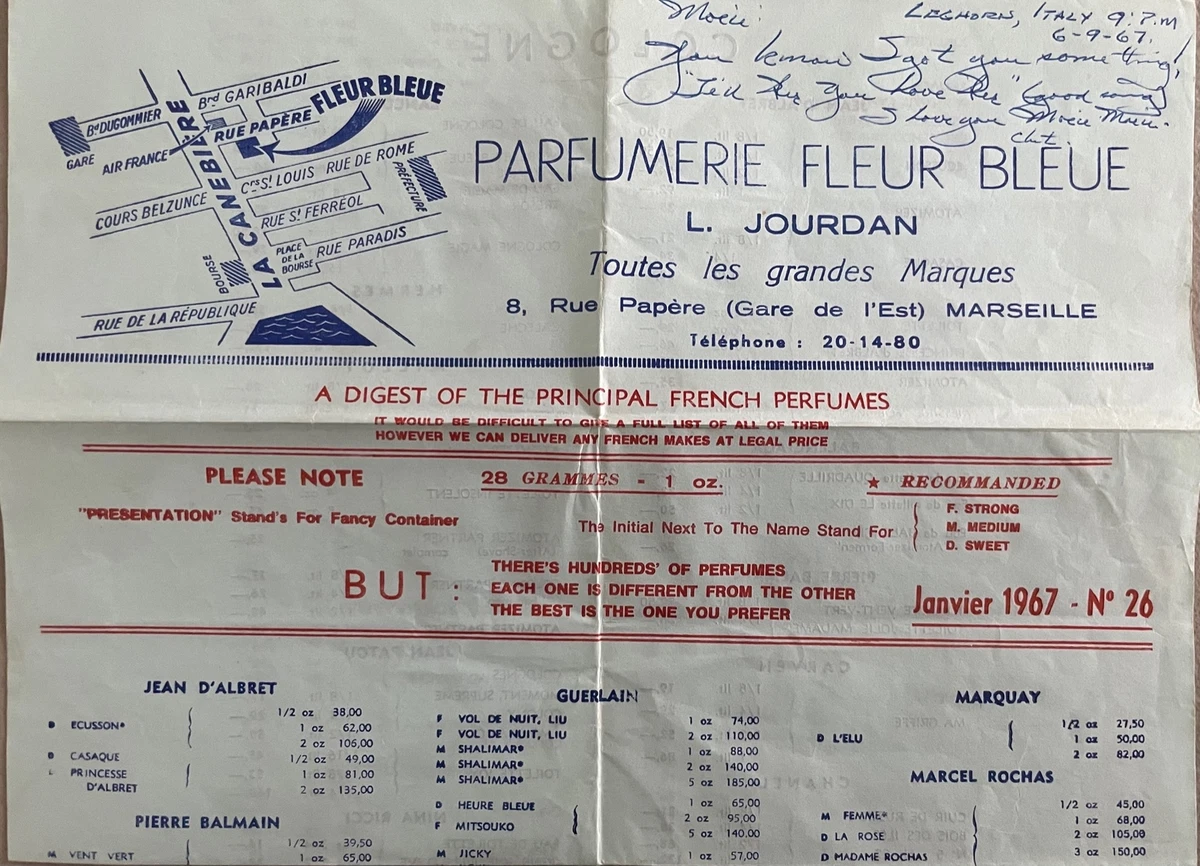 Moeii:
LEGHORN, ITALY 9: P.M
6-9-67.
You know I got you something!
"I'd this you love this" Good song
I love you Moeii Moeii.
Chet.
Bʳᵈ GARIBALDI
FLEUR BLEUE
Bᵈ DUGOMMIER
RUE PAPÈRE
GARE
AIR FRANCE
LA CANEBIÈRE
CʳˢSᵗ LOUIS RUE DE ROME
PRÉFECTURE
COURS BELZUNCE
RUE Sᵗ FERRÉOL
PLACE DE LA BOURSE
RUE PARADIS
BOURSE
RUE DE LA RÉPUBLIQUE
PARFUMERIE FLEUR BLEUE
L. JOURDAN
Toutes les grandes Marques
8, Rue Papère (Gare de l'Est) MARSEILLE
Téléphone : 20-14-80
A DIGEST OF THE PRINCIPAL FRENCH PERFUMES
IT WOULD BE DIFFICULT TO GIVE A FULL LIST OF ALL OF THEM
HOWEVER WE CAN DELIVER ANY FRENCH MAKES AT LEGAL PRICE
PLEASE NOTE
28 GRAMMES - 1 oz.
★ RECOMMANDED
"PRESENTATION" Stand's For Fancy Container
The Initial Next To The Name Stand For
F. STRONG
M. MEDIUM
D. SWEET
BUT :
THERE'S HUNDREDS' OF PERFUMES
EACH ONE IS DIFFERENT FROM THE OTHER
THE BEST IS THE ONE YOU PREFER
Janvier 1967 - Nº 26
JEAN D'ALBRET
1/2 oz 38,00
D ECUSSON* 1 oz 62,00
2 oz 106,00
D CASAQUE 1/2 oz 49,00
PRINCESSE D'ALBRET 1 oz 81,00
2 oz 135,00
PIERRE BALMAIN
1/2 oz 39,50
M VENT VERT 1 oz 65,00
GUERLAIN
F VOL DE NUIT, LIU 1 oz 74,00
F VOL DE NUIT, LIU 2 oz 110,00
M SHALIMAR* 1 oz 88,00
M SHALIMAR* 2 oz 140,00
M SHALIMAR* 5 oz 185,00
D HEURE BLEUE 1 oz 65,00
2 oz 95,00
F MITSOUKO 5 oz 140.00
M JICKY 1 oz 57,00
MARQUAY
1/2 oz 27,50
D L'ELU 1 oz 50,00
2 oz 82,00
MARCEL ROCHAS
1/2 oz 45,00
M FEMME* 1 oz 68,00
D LA ROSE 2 oz 105,00
D MADAME ROCHAS 3 oz 150,00